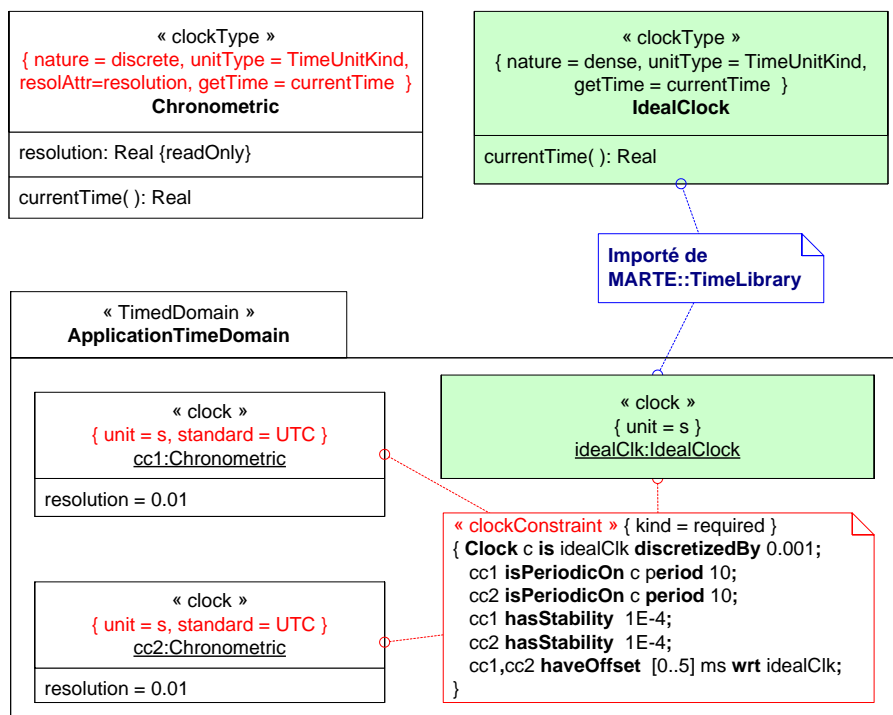 « clockType »
{ nature = discrete, unitType = TimeUnitKind,
resolAttr=resolution, getTime = currentTime }
Chronometric
resolution: Real {readOnly}
currentTime( ): Real
« clockType »
{ nature = dense, unitType = TimeUnitKind,
getTime = currentTime }
IdealClock
currentTime( ): Real
Importé de
MARTE::TimeLibrary
« TimedDomain »
ApplicationTimeDomain
« clock »
{ unit = s, standard = UTC }
cc1:Chronometric
resolution = 0.01
« clock »
{ unit = s }
idealClk:IdealClock
« clockConstraint » { kind = required }
{ Clock c is idealClk discretizedBy 0.001;
cc1 isPeriodicOn c period 10;
cc2 isPeriodicOn c period 10;
cc1 hasStability 1E-4;
cc2 hasStability 1E-4;
cc1,cc2 haveOffset [0..5] ms wrt idealClk;
}
« clock »
{ unit = s, standard = UTC }
cc2:Chronometric
resolution = 0.01